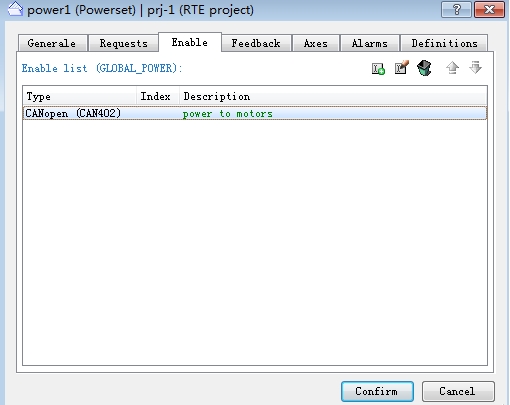 power1 (Powerset) | prj-1 (RTE project)
Generale Requests Enable Feedback Axes Alarms Definitions
Enable list (GLOBAL_POWER):
Type Index Description
CANopen (CAN402) power to motors
Confirm Cancel